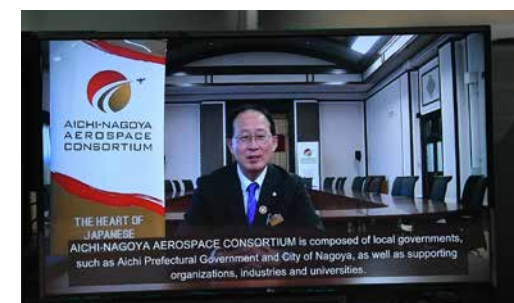 AICHI-NAGOYA
AEROSPACE
CONSORTIUM
THE HEART OF
JAPANESE
AICHI-NAGOYA AEROSPACE CONSORTIUM is composed of local governments,
such as Aichi Prefectural Government and City of Nagoya, as well as supporting
organizations, industries and universities.